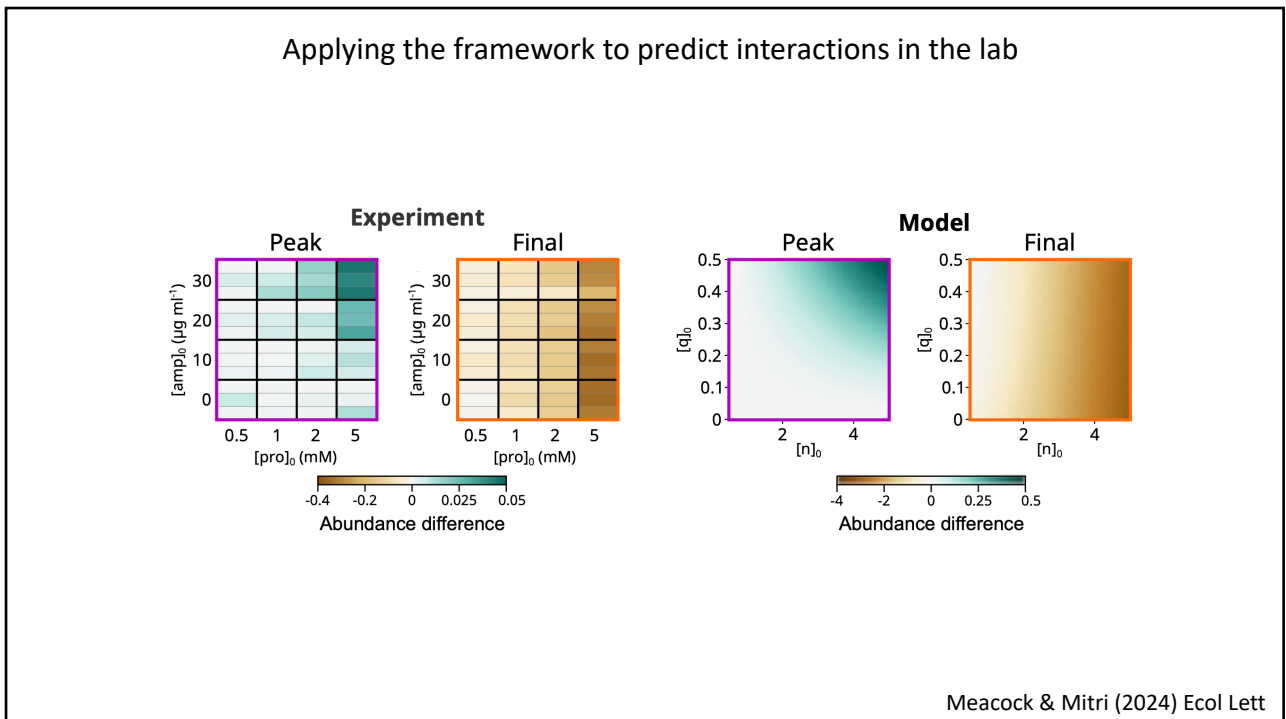 Applying the framework to predict interactions in the lab
Experiment
Peak
Final
[amp]₀ (µg ml⁻¹)
30
20
10
0
0.5 1 2 5
[pro]₀ (mM)
[amp]₀ (µg ml⁻¹)
30
20
10
0
0.5 1 2 5
[pro]₀ (mM)
-0.4 -0.2 0 0.025 0.05
Abundance difference
Model
Peak
Final
[q]₀
0.5
0.4
0.3
0.2
0.1
0
2 4
[n]₀
[q]₀
0.5
0.4
0.3
0.2
0.1
0
2 4
[n]₀
-4 -2 0 0.25 0.5
Abundance difference
Meacock & Mitri (2024) Ecol Lett